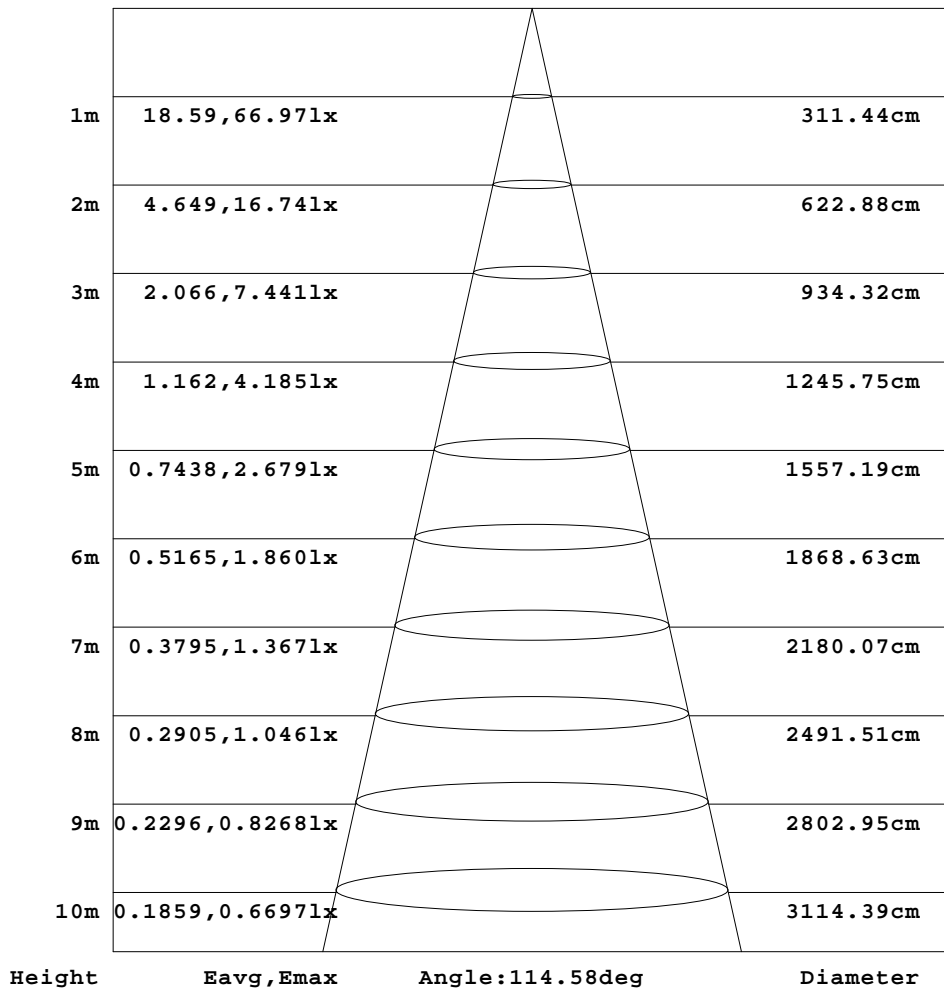 1m 18.59,66.97lx 311.44cm
2m 4.649,16.74lx 622.88cm
3m 2.066,7.441lx 934.32cm
4m 1.162,4.185lx 1245.75cm
5m 0.7438,2.679lx 1557.19cm
6m 0.5165,1.860lx 1868.63cm
7m 0.3795,1.367lx 2180.07cm
8m 0.2905,1.046lx 2491.51cm
9m 0.2296,0.8268lx 2802.95cm
10m 0.1859,0.6697lx 3114.39cm
Height Eavg,Emax Angle:114.58deg Diameter